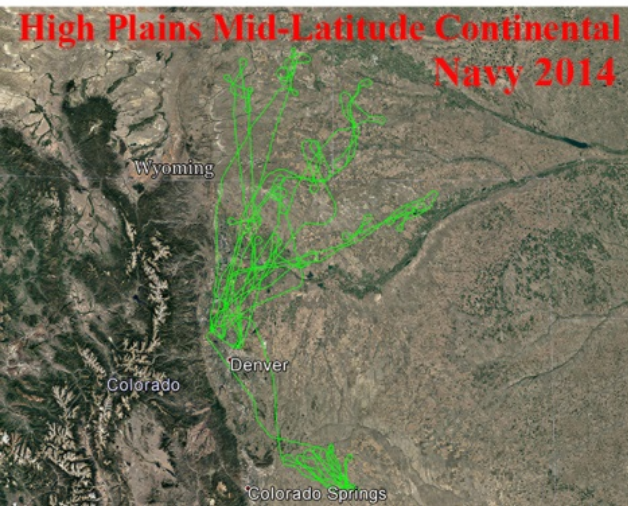 High Plains Mid-Latitude Continental
Navy 2014
Wyoming
Denver
Colorado
Colorado Springs